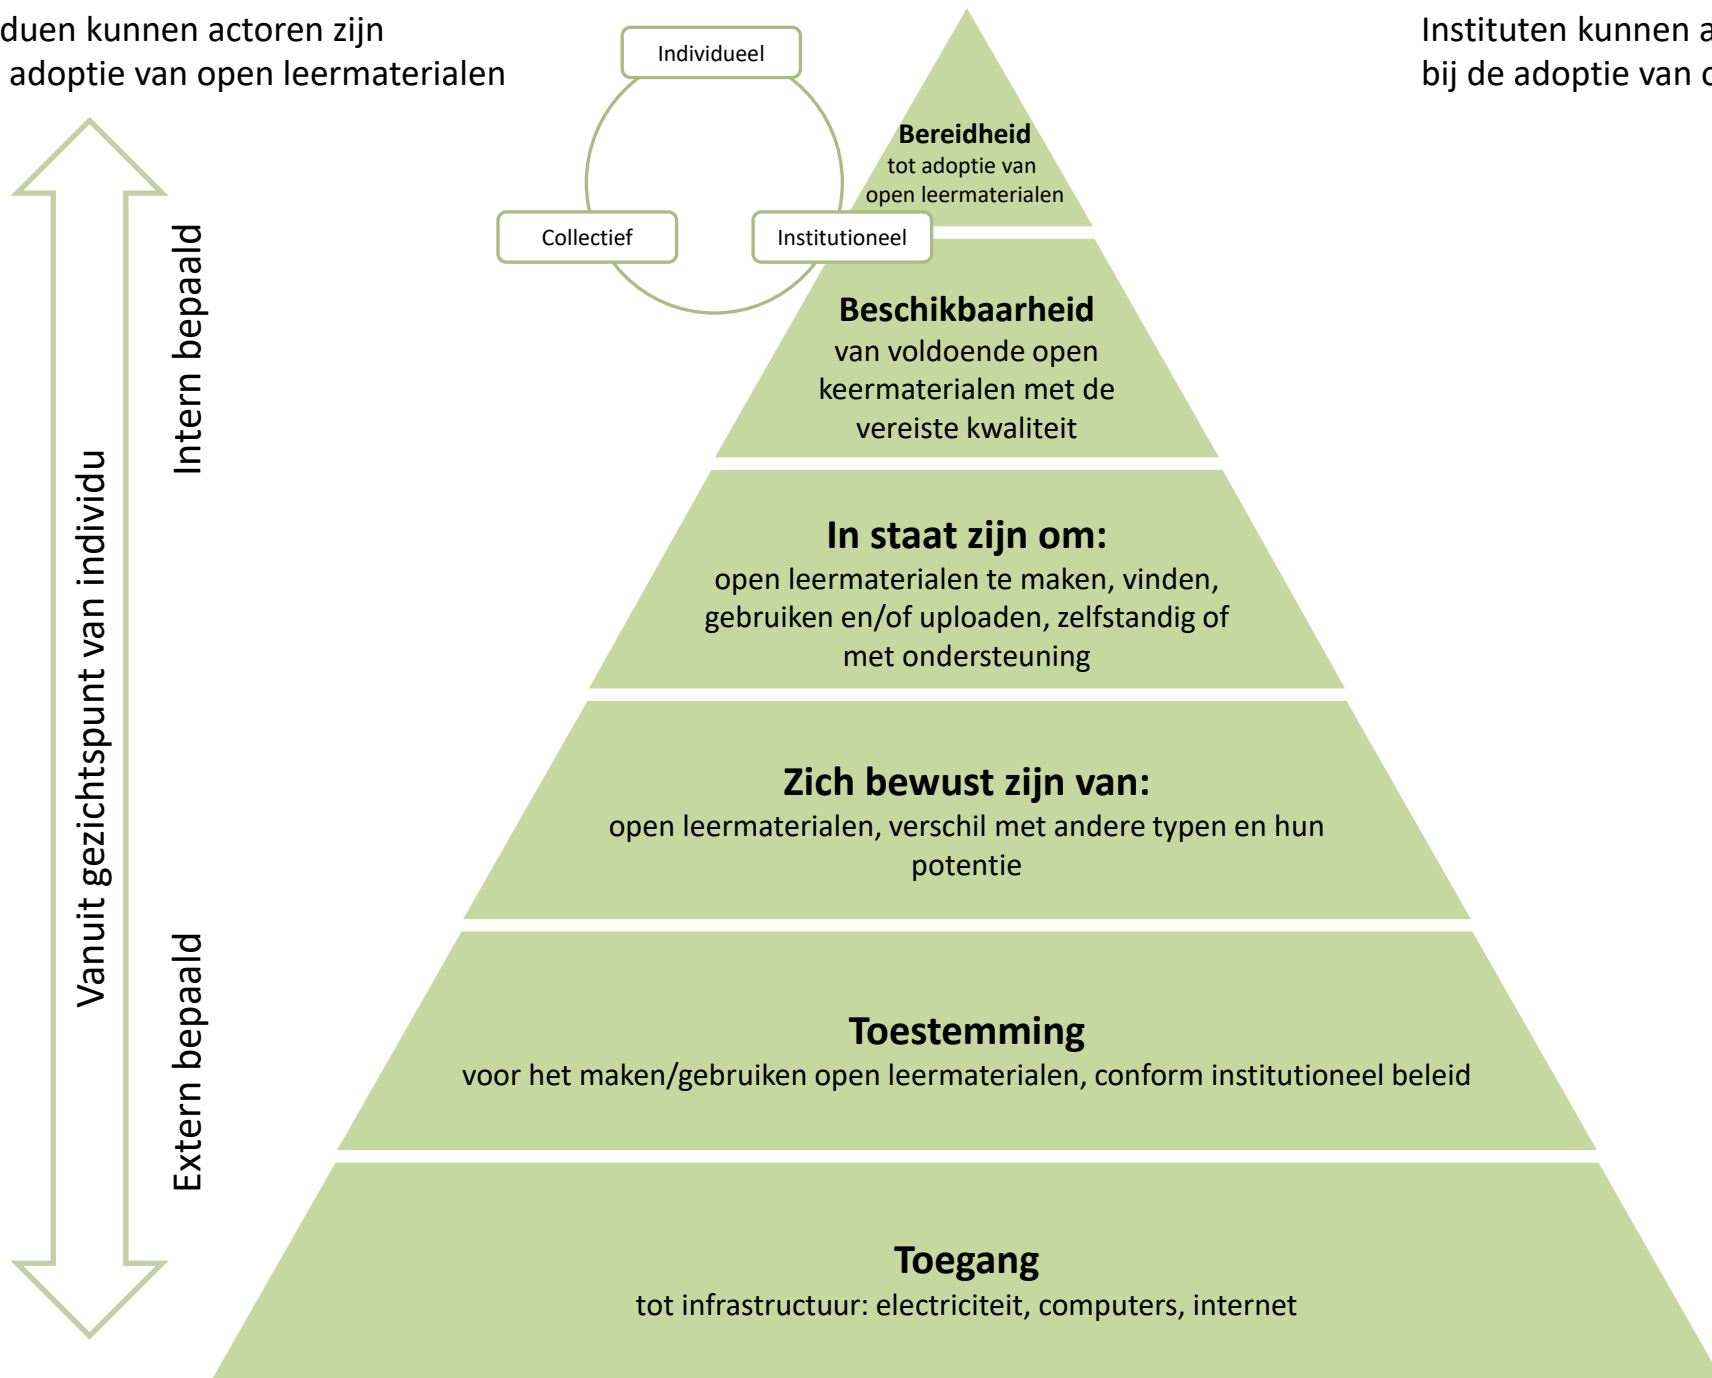 duen kunnen actoren zijn
adoptie van open leermaterialen
Instituten kunnen
bij de adoptie van
Individueel
Collectief
Institutioneel
Bereidheid
tot adoptie van
open leermaterialen
Beschikbaarheid
van voldoende open
keermaterialen met de
vereiste kwaliteit
In staat zijn om:
open leermaterialen te maken, vinden,
gebruiken en/of uploaden, zelfstandig of
met ondersteuning
Zich bewust zijn van:
open leermaterialen, verschil met andere typen en hun
potentie
Toestemming
voor het maken/gebruiken open leermaterialen, conform institutioneel beleid
Toegang
tot infrastructuur: electriciteit, computers, internet
Vanuit gezichtspunt van individu
Intern bepaald
Extern bepaald